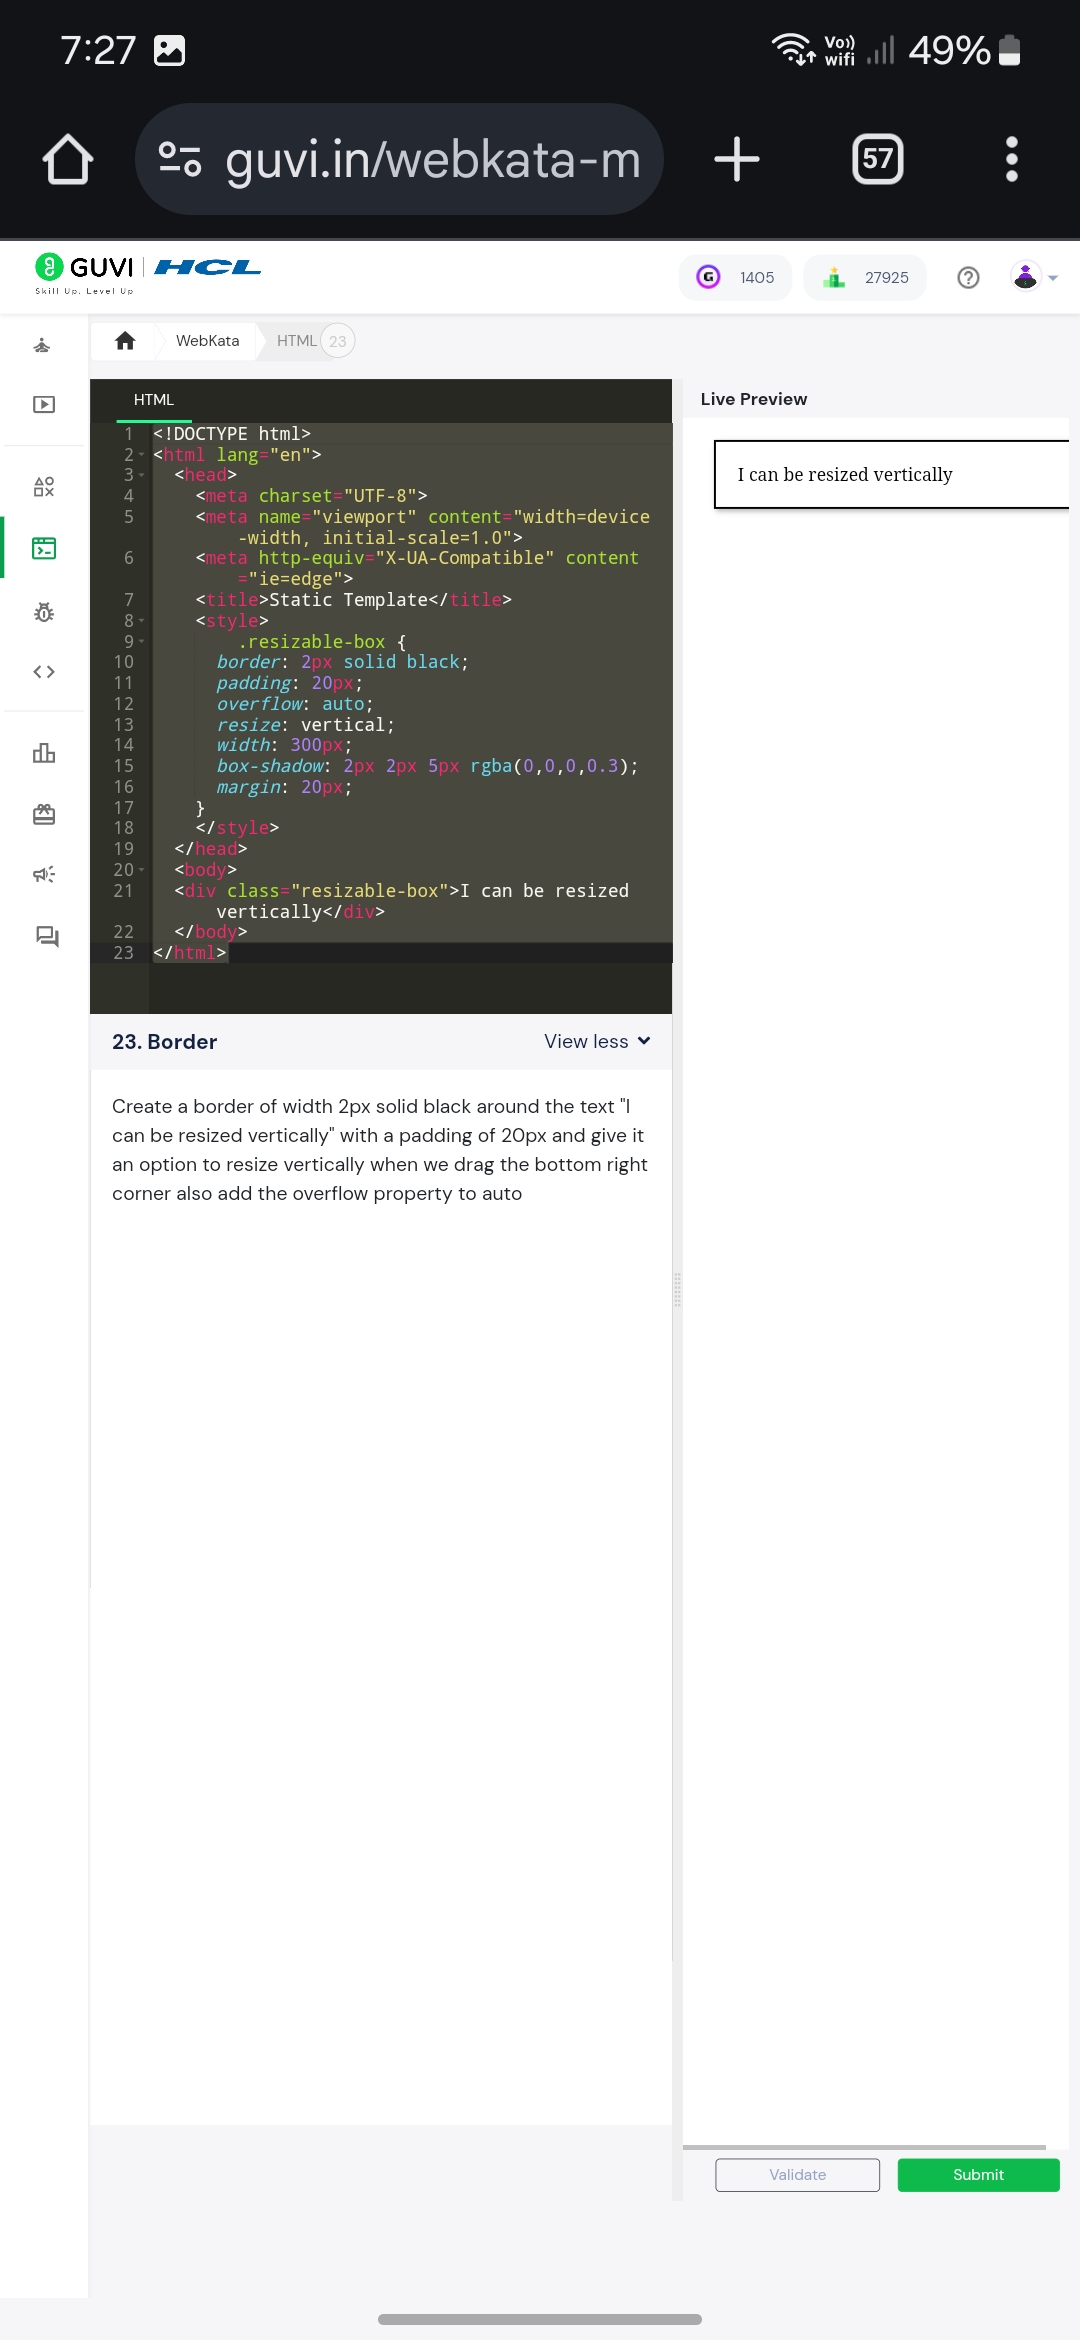 7:27
Vo))
wifi
49%
guvi.in/webkata-m
57
GUVI
HCL
Skill Up. Level Up
G
1405
27925
WebKata
HTML
23
HTML
1 <!DOCTYPE html>
2 <html lang="en">
3 <head>
4 <meta charset="UTF-8">
5 <meta name="viewport" content="width=device
-width, initial-scale=1.0">
6 <meta http-equiv="X-UA-Compatible" content
="ie=edge">
7 <title>Static Template</title>
8 <style>
9 .resizable-box {
10 border: 2px solid black;
11 padding: 20px;
12 overflow: auto;
13 resize: vertical;
14 width: 300px;
15 box-shadow: 2px 2px 5px rgba(0,0,0,0.3);
16 margin: 20px;
17 }
18 </style>
19 </head>
20 <body>
21 <div class="resizable-box">I can be resized
vertically</div>
22 </body>
23 </html>
23. Border
View less
Create a border of width 2px solid black around the text "I
can be resized vertically" with a padding of 20px and give it
an option to resize vertically when we drag the bottom right
corner also add the overflow property to auto
Live Preview
I can be resized vertically
Validate
Submit